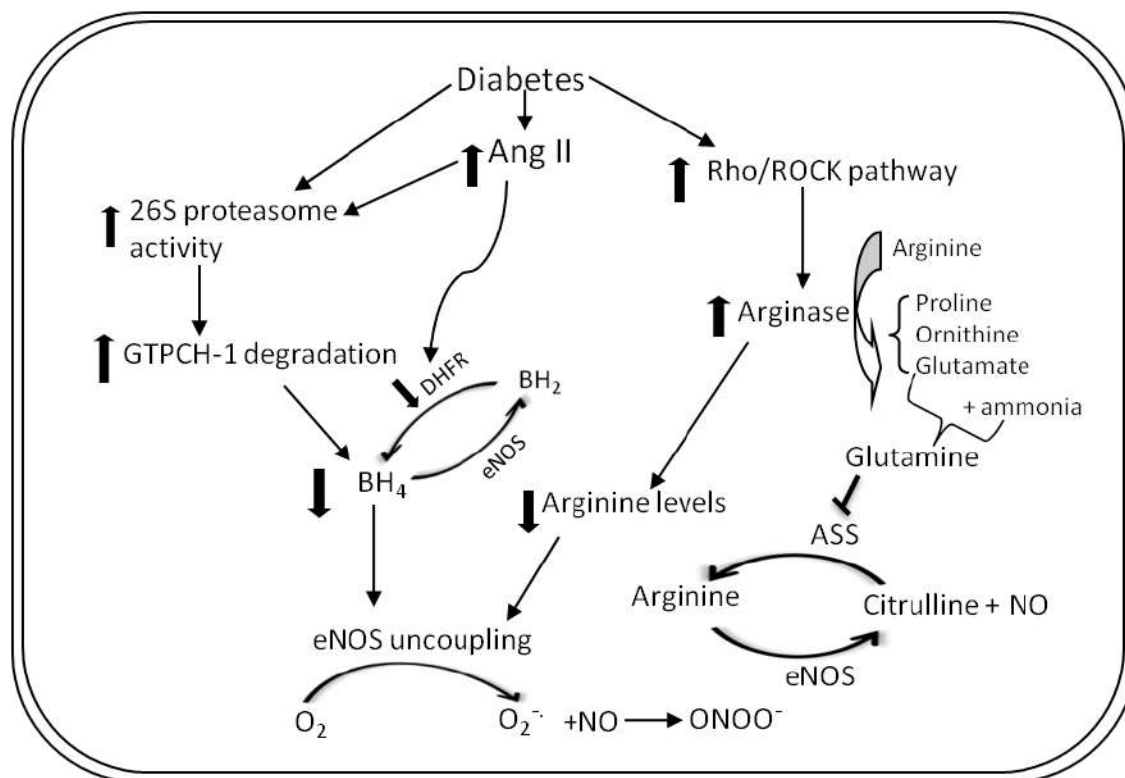 Diabetes
Ang II
Rho/ROCK pathway
26S proteasome
activity
Arginine
Arginase
Proline
Ornithine
Glutamate
GTPCH-1 degradation
DHFR
BH₂
+ ammonia
eNOS
Glutamine
BH₄
Arginine levels
ASS
Arginine
Citrulline + NO
eNOS uncoupling
eNOS
O₂
O₂⁻·
+NO
ONOO⁻